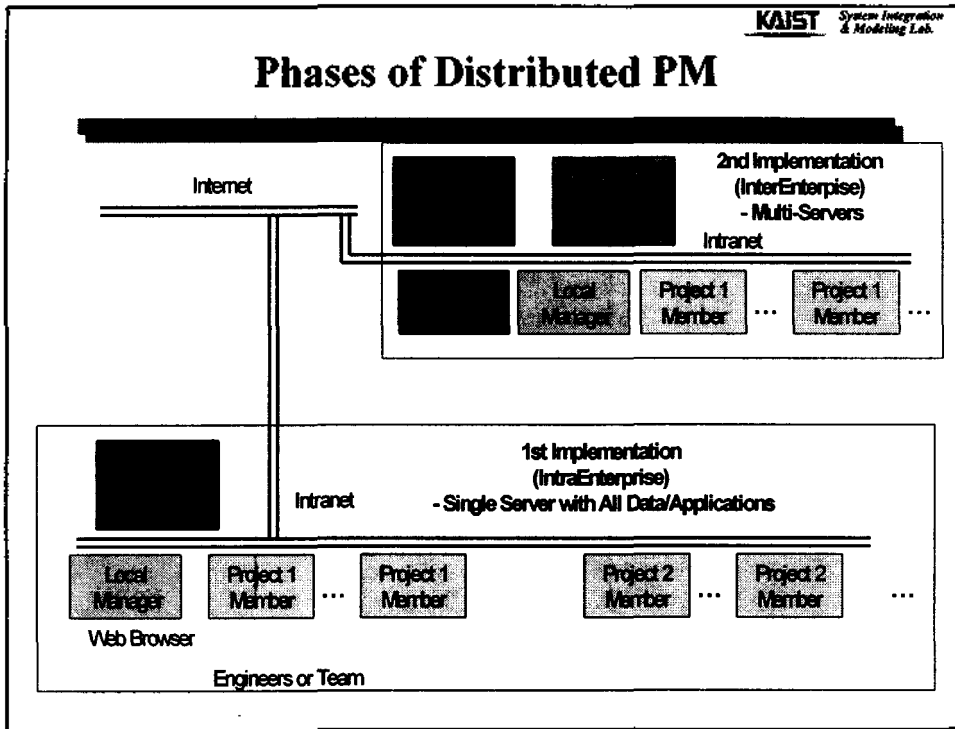 KAIST System Integration
& Modeling Lab.
Phases of Distributed PM
Internet
2nd Implementation
(InterEnterpise)
- Multi-Servers
Intranet
Local
Manager
Project 1
Member
...
Project 1
Member
...
1st Implementation
(IntraEnterprise)
- Single Server with All Data/Applications
Intranet
Local
Manager
Project 1
Member
...
Project 1
Member
Project 2
Member
...
Project 2
Member
...
Web Browser
Engineers or Team